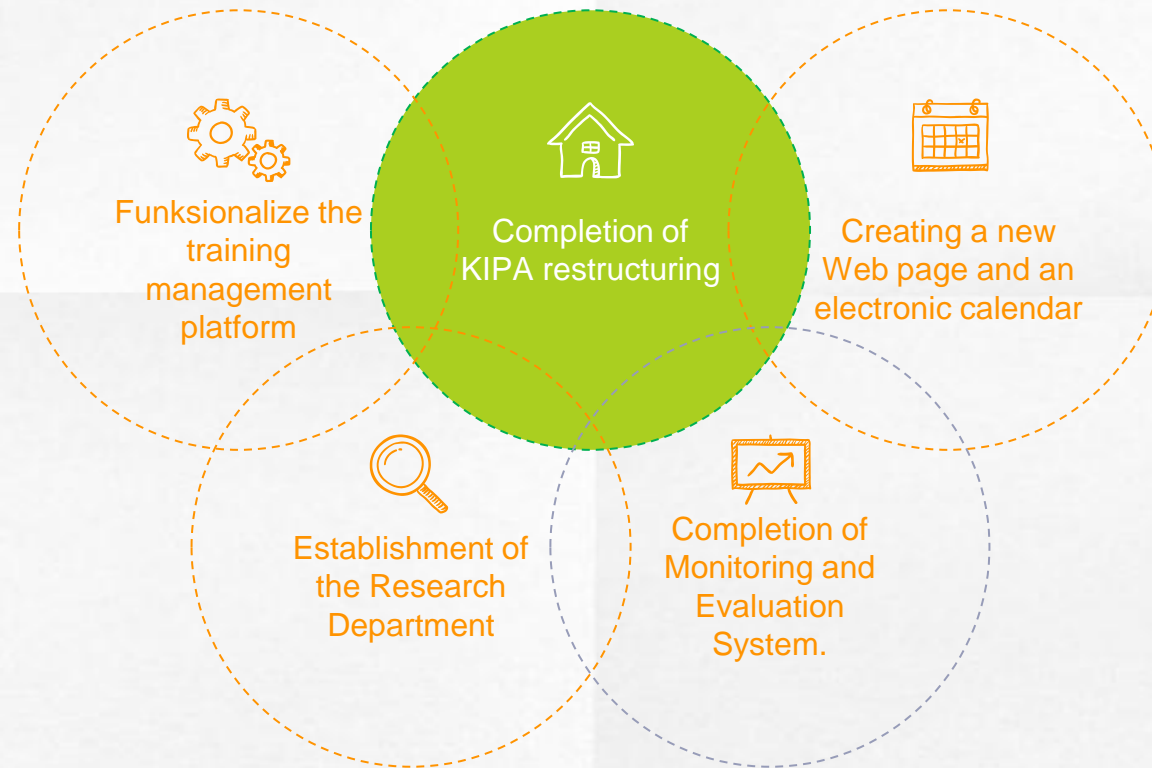 Funksionalize the
training
management
platform
Completion of
KIPA restructuring
Creating a new
Web page and an
electronic calendar
Establishment of
the Research
Department
Completion of
Monitoring and
Evaluation
System.